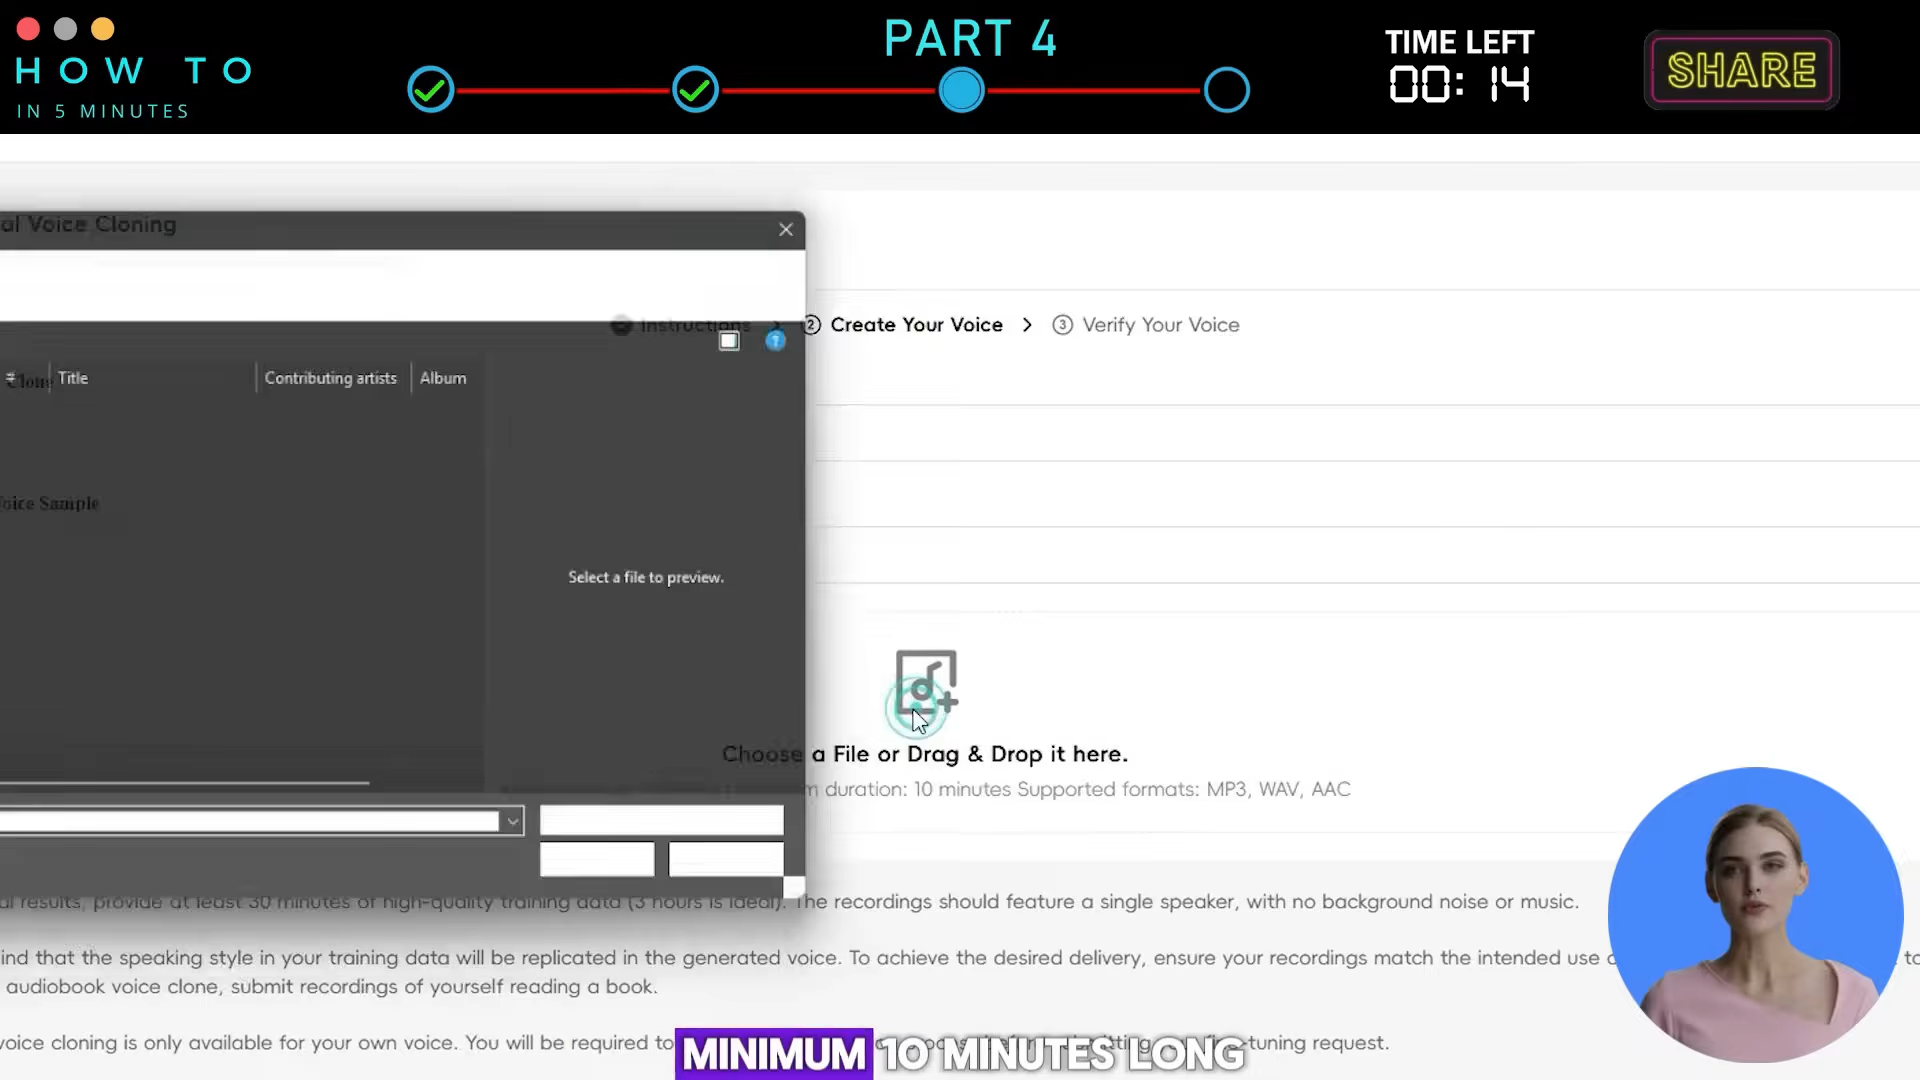 PART 4
HOW TO
IN 5 MINUTES
TIME LEFT
00:14
SHARE
al Voice Cloning
Instructions
2 Create Your Voice
3 Verify Your Voice
# Title Contributing artists Album
Clone
oice Sample
Select a file to preview.
Choose a File or Drag & Drop it here.
m duration: 10 minutes Supported formats: MP3, WAV, AAC
al results, provide at least 30 minutes of high-quality training data (3 hours is ideal). The recordings should feature a single speaker, with no background noise or music.
ind that the speaking style in your training data will be replicated in the generated voice. To achieve the desired delivery, ensure your recordings match the intended use
audiobook voice clone, submit recordings of yourself reading a book.
voice cloning is only available for your own voice. You will be required to
-tuning request.
MINIMUM 10 MINUTES LONG